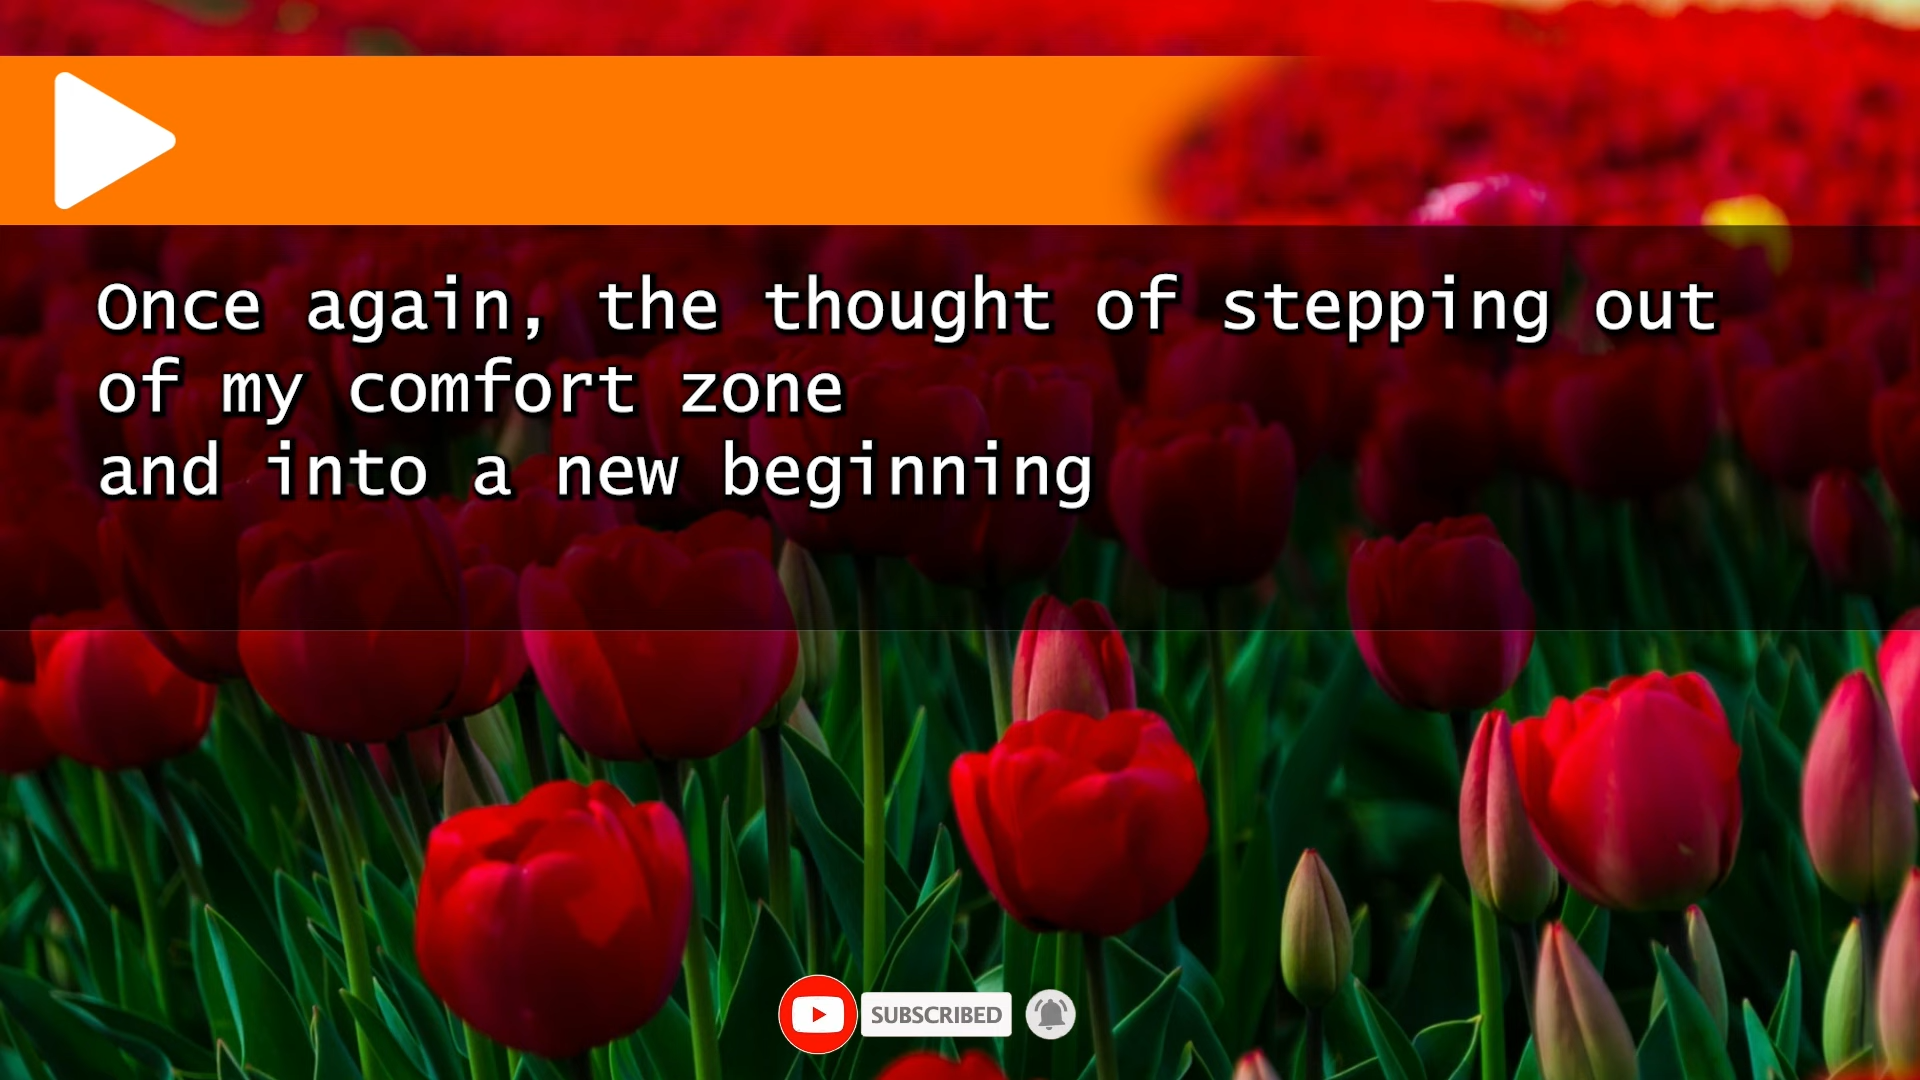 Once again, the thought of stepping out
of my comfort zone
and into a new beginning
SUBSCRIBED